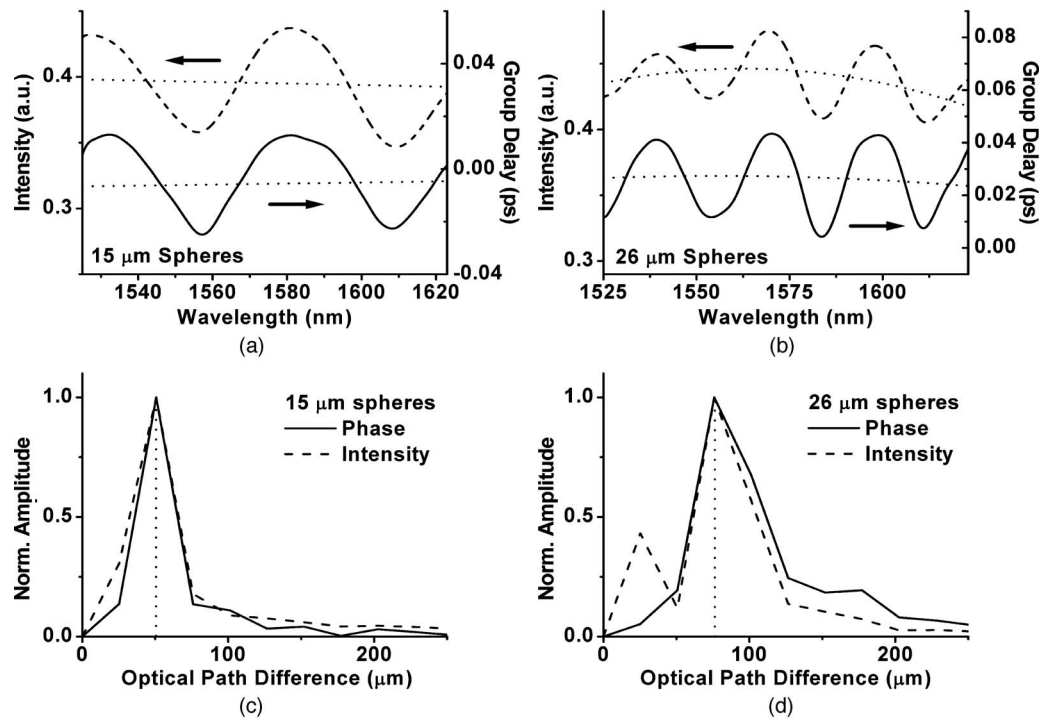 0.4
0.3
Intensity (a.u.)
0.04
0.00
-0.04
Group Delay (ps)
15 μm Spheres
1540 1560 1580 1600 1620
Wavelength (nm)
(a)
0.4
0.3
Intensity (a.u.)
0.08
0.06
0.04
0.02
0.00
Group Delay (ps)
26 μm Spheres
1525 1550 1575 1600
Wavelength (nm)
(b)
1.0
0.5
0.0
Norm. Amplitude
15 μm spheres
Phase
Intensity
0 100 200
Optical Path Difference (μm)
(c)
1.0
0.5
0.0
Norm. Amplitude
26 μm spheres
Phase
Intensity
0 100 200
Optical Path Difference (μm)
(d)